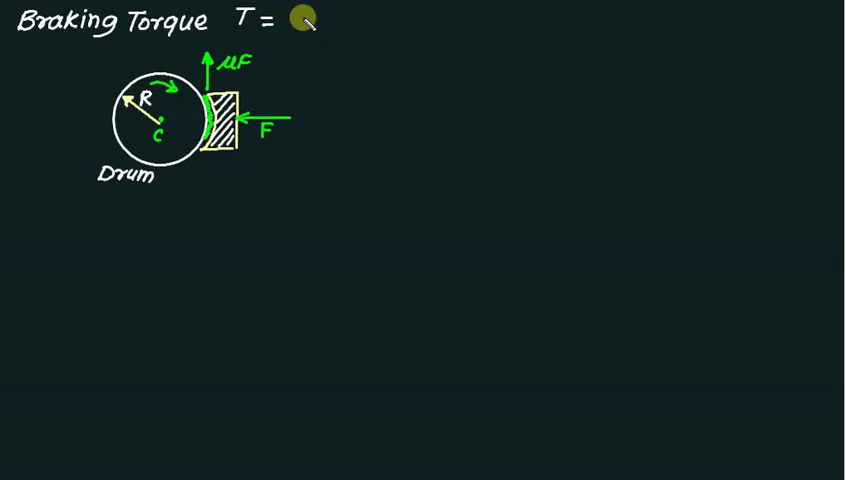 Braking Torque T =
μF
R
F
C
Drum